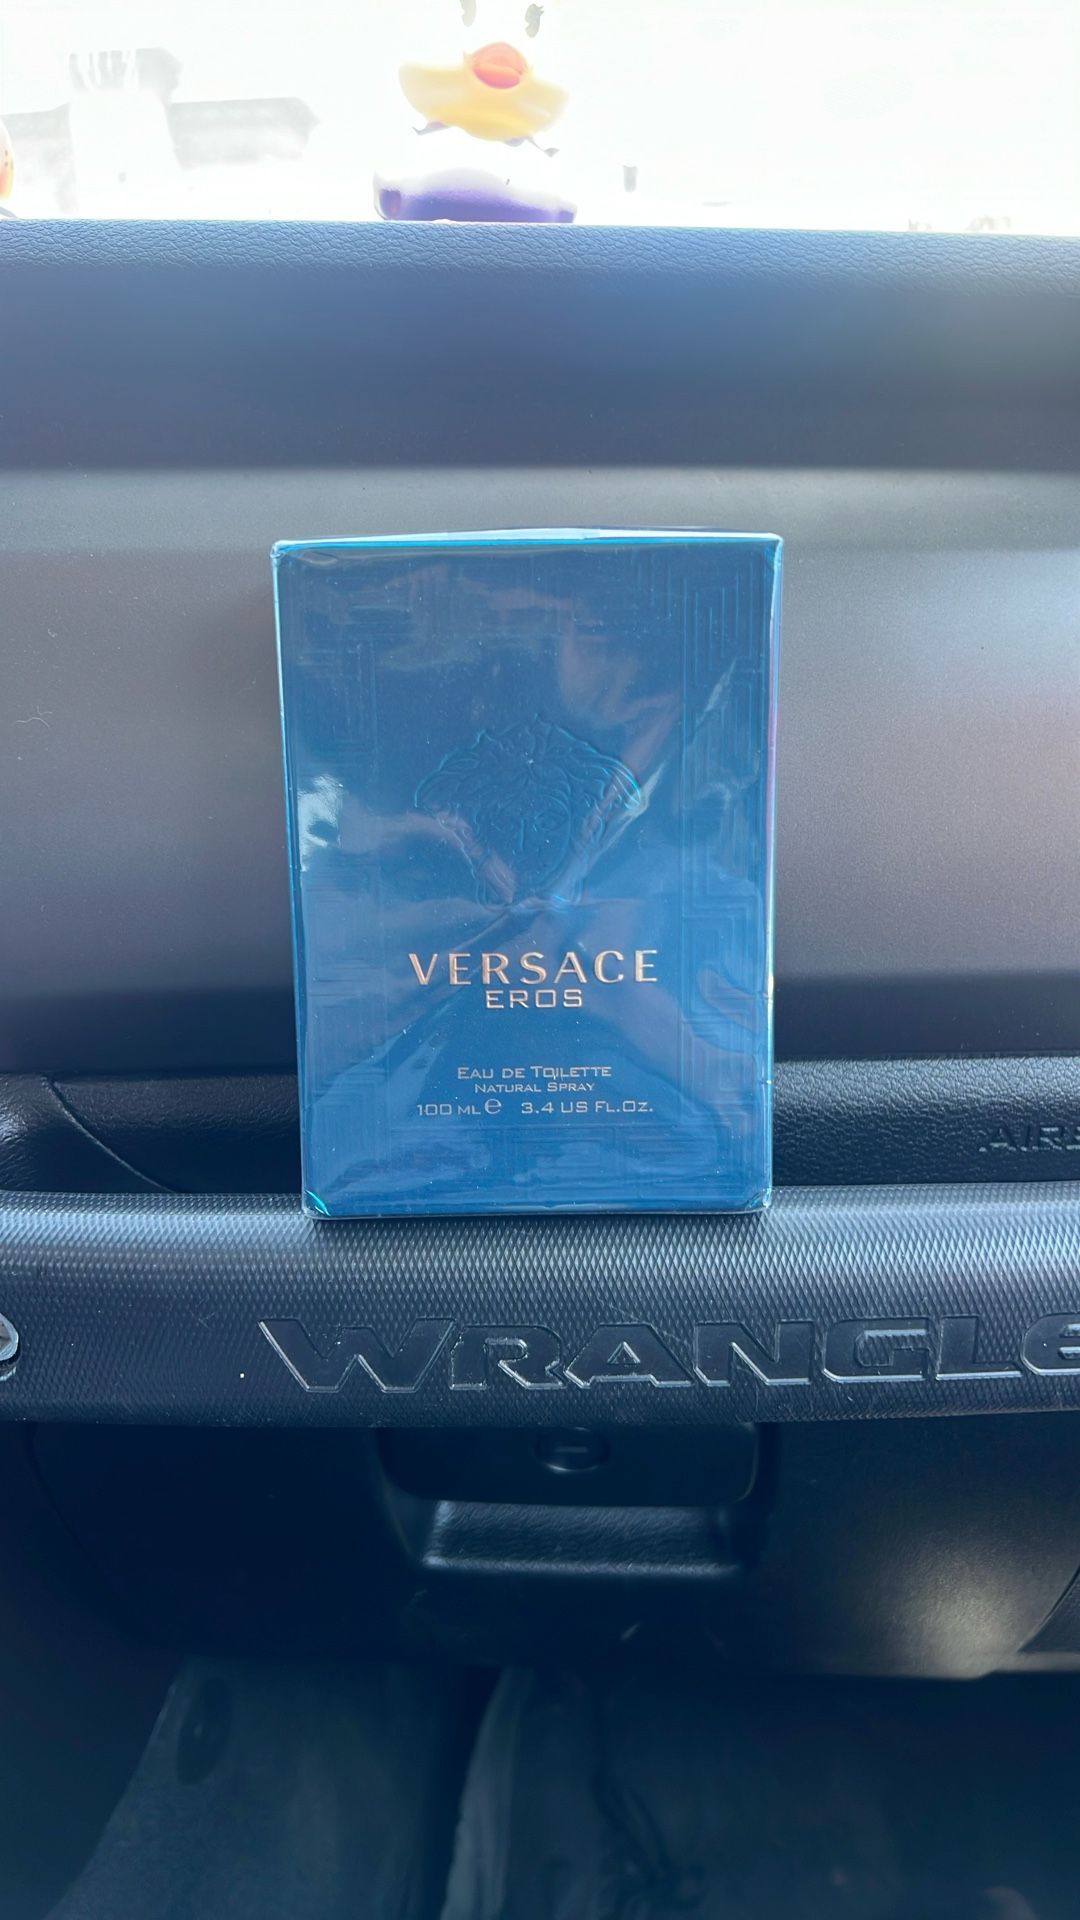 VERSACE
EROS
EAU DE TOILETTE
NATURAL SPRAY
100 ML e 3.4 US FL.OZ.
WRANGLE